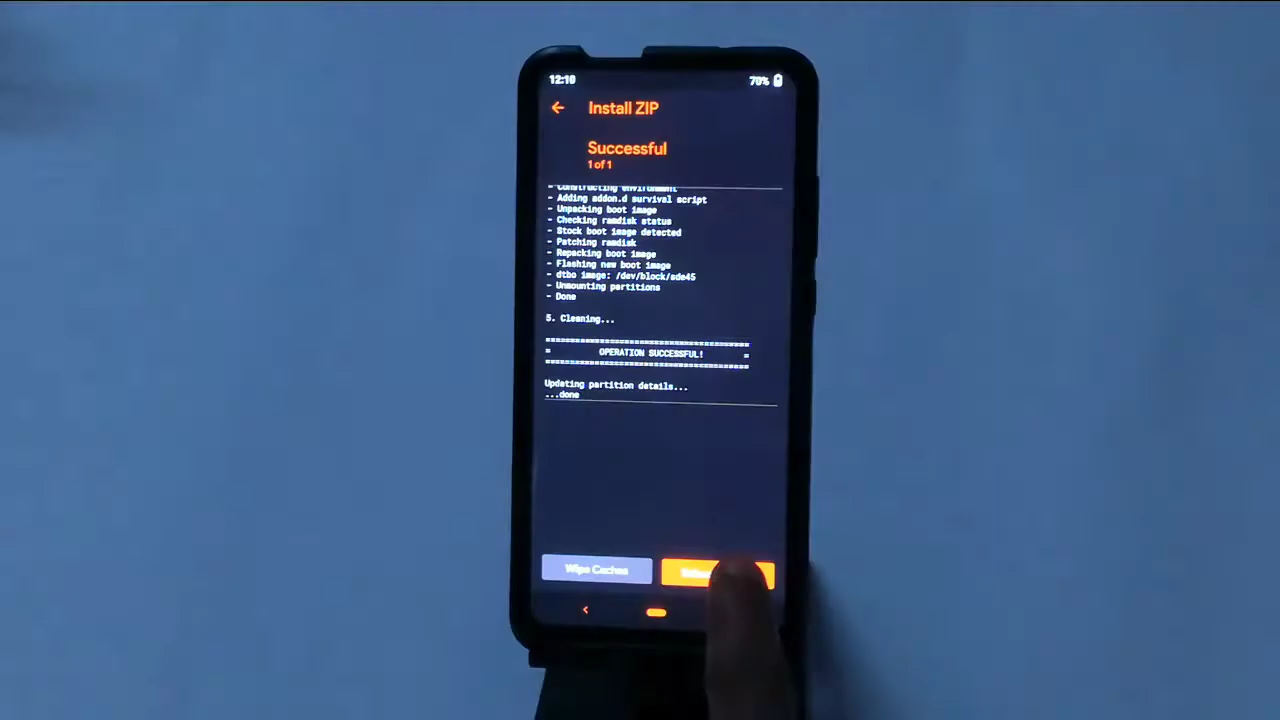 12:10
70%
Install ZIP
Successful
1 of 1
- Constructing environment
- Adding addon.d survival script
- Unpacking boot image
- Checking ramdisk status
- Stock boot image detected
- Patching ramdisk
- Repacking boot image
- Flashing new boot image
- dtbo image: /dev/block/sde45
- Unmounting partitions
- Done
5. Cleaning...
= OPERATION SUCCESSFUL! =
Updating partition details...
...done
Wipe Caches